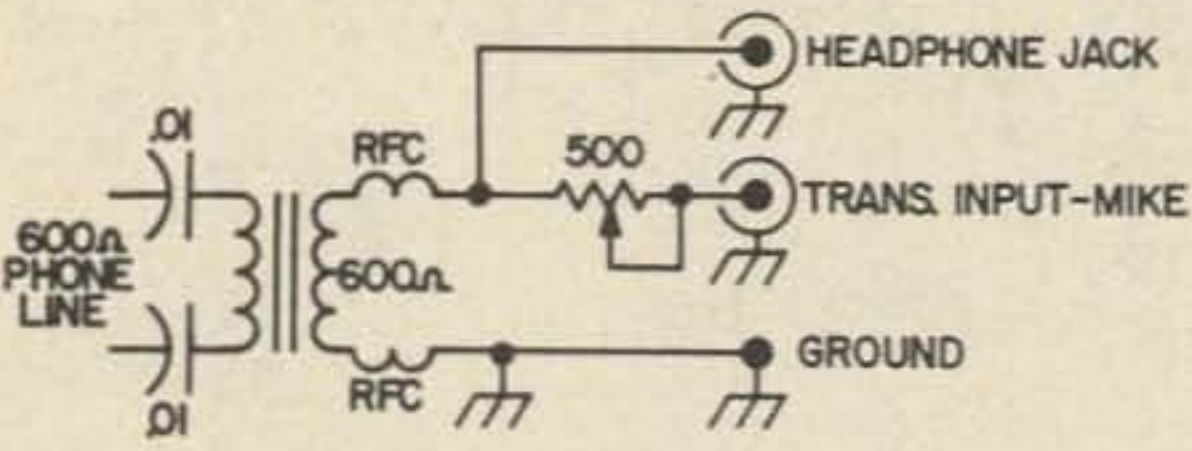 HEADPHONE JACK
.01
RFC
500
TRANS. INPUT-MIKE
600Ω
PHONE
LINE
600Ω
GROUND
RFC
.01